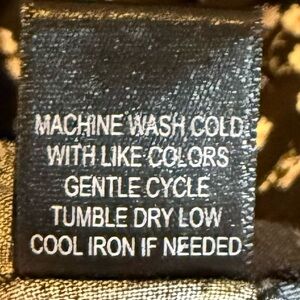 MACHINE WASH COLD
WITH LIKE COLORS
GENTLE CYCLE
TUMBLE DRY LOW
COOL IRON IF NEEDED